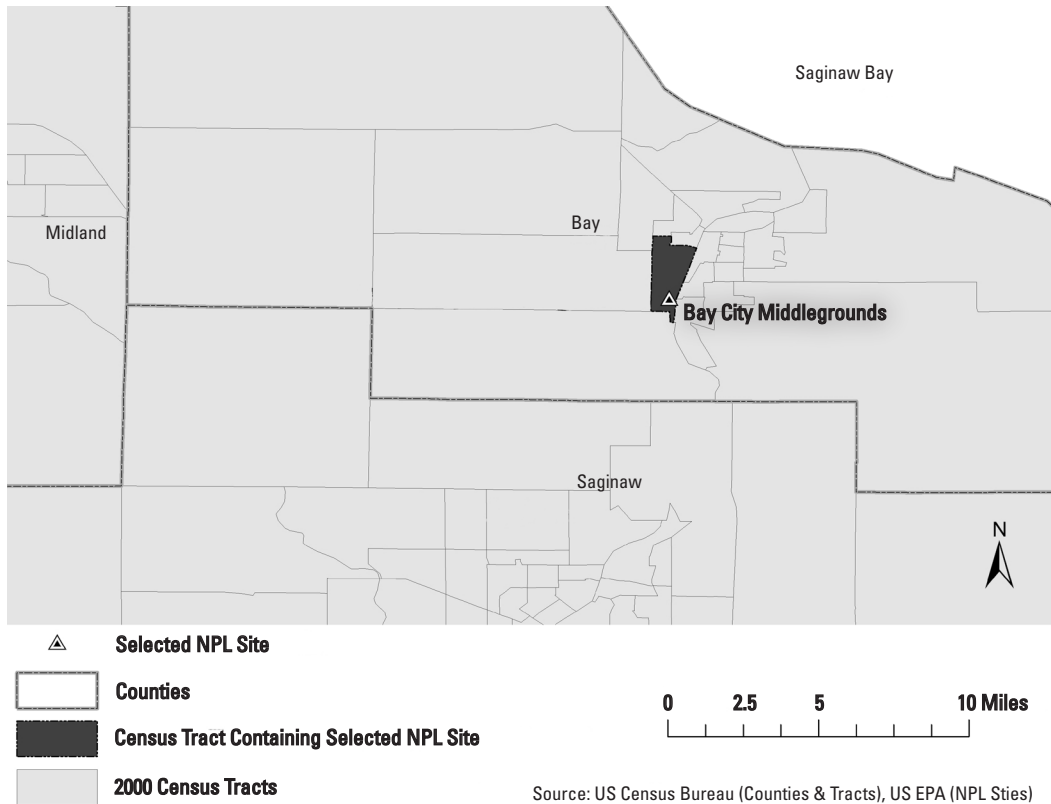 Saginaw Bay
Midland
Bay
Bay City Middlegrounds
Saginaw
N
Selected NPL Site
Counties
Census Tract Containing Selected NPL Site
2000 Census Tracts
0 2.5 5 10 Miles
Source: US Census Bureau (Counties & Tracts), US EPA (NPL Sties)